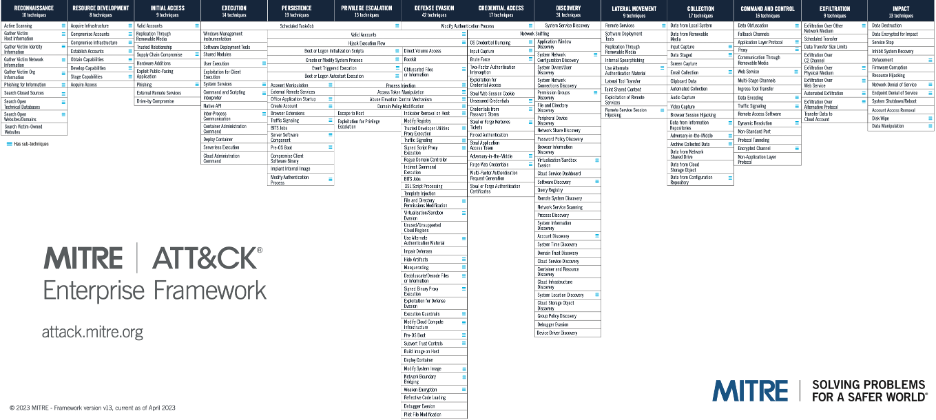 RECONNAISSANCE
10 techniques
RESOURCE DEVELOPMENT
8 techniques
INITIAL ACCESS
9 techniques
EXECUTION
14 techniques
PERSISTENCE
19 techniques
PRIVILEGE ESCALATION
13 techniques
DEFENSE EVASION
42 techniques
CREDENTIAL ACCESS
17 techniques
DISCOVERY
31 techniques
LATERAL MOVEMENT
9 techniques
COLLECTION
17 techniques
COMMAND AND CONTROL
16 techniques
EXFILTRATION
9 techniques
IMPACT
13 techniques
Active Scanning
Gather Victim
Host Information
Gather Victim Identity
Information
Gather Victim Network
Information
Gather Victim Org
Information
Phishing for Information
Search Closed Sources
Search Open
Technical Databases
Search Open
Websites/Domains
Search Victim-Owned
Websites
Has sub-techniques
Acquire Infrastructure
Compromise Accounts
Compromise Infrastructure
Establish Accounts
Obtain Capabilities
Develop Capabilities
Stage Capabilities
Acquire Access
Valid Accounts
Replication Through
Removable Media
Trusted Relationship
Supply Chain Compromise
Hardware Additions
Exploit Public-Facing
Application
Phishing
External Remote Services
Drive-by Compromise
Scheduled Task/Job
Windows Management
Instrumentation
Software Deployment Tools
Shared Modules
User Execution
Exploitation for Client
Execution
System Services
Command and Scripting
Interpreter
Native API
Inter-Process
Communication
Container Administration
Command
Deploy Container
Serverless Execution
Cloud Administration
Command
Valid Accounts
Hijack Execution Flow
Boot or Logon Initialization Scripts
Create or Modify System Process
Event Triggered Execution
Boot or Logon Autostart Execution
Account Manipulation
External Remote Services
Office Application Startup
Create Account
Browser Extensions
Traffic Signaling
BITS Jobs
Server Software
Component
Pre-OS Boot
Compromise Client
Software Binary
Implant Internal Image
Modify Authentication
Process
Process Injection
Access Token Manipulation
Abuse Elevation Control Mechanism
Domain Policy Modification
Escape to Host
Exploitation for Privilege
Escalation
Modify Authentication Process
Direct Volume Access
Rootkit
Obfuscated Files
or Information
Indicator Removal on Host
Modify Registry
Trusted Developer Utilities
Proxy Execution
Traffic Signaling
Signed Script Proxy
Execution
Rogue Domain Controller
Indirect Command
Execution
BITS Jobs
XSL Script Processing
Template Injection
File and Directory
Permissions Modification
Virtualization/Sandbox
Evasion
Unused/Unsupported
Cloud Regions
Use Alternate
Authentication Material
Impair Defenses
Hide Artifacts
Masquerading
Deobfuscate/Decode Files
or Information
Signed Binary Proxy
Execution
Exploitation for Defense
Evasion
Execution Guardrails
Modify Cloud Compute
Infrastructure
Pre-OS Boot
Subvert Trust Controls
Build Image on Host
Deploy Container
Modify System Image
Network Boundary
Bridging
Weaken Encryption
Reflective Code Loading
Debugger Evasion
Plist File Modification
Network Sniffing
OS Credential Dumping
Input Capture
Brute Force
Two-Factor Authentication
Interception
Exploitation for
Credential Access
Steal Web Session Cookie
Unsecured Credentials
Credentials from
Password Stores
Steal or Forge Kerberos
Tickets
Forced Authentication
Steal Application
Access Token
Adversary-in-the-Middle
Forge Web Credentials
Multi-Factor Authentication
Request Generation
Steal or Forge Authentication
Certificates
System Service Discovery
Application Window
Discovery
System Network
Configuration Discovery
System Owner/User
Discovery
System Network
Connections Discovery
Permission Groups
Discovery
File and Directory
Discovery
Peripheral Device
Discovery
Network Share Discovery
Password Policy Discovery
Browser Information
Discovery
Virtualization/Sandbox
Evasion
Cloud Service Dashboard
Software Discovery
Query Registry
Remote System Discovery
Network Service Scanning
Process Discovery
System Information
Discovery
Account Discovery
System Time Discovery
Domain Trust Discovery
Cloud Service Discovery
Container and Resource
Discovery
Cloud Infrastructure
Discovery
System Location Discovery
Cloud Storage Object
Discovery
Group Policy Discovery
Debugger Evasion
Device Driver Discovery
Remote Services
Software Deployment
Tools
Replication Through
Removable Media
Internal Spearphishing
Use Alternate
Authentication Material
Lateral Tool Transfer
Taint Shared Content
Exploitation of Remote
Services
Remote Service Session
Hijacking
Data from Local System
Data from Removable
Media
Input Capture
Data Staged
Screen Capture
Email Collection
Clipboard Data
Automated Collection
Audio Capture
Video Capture
Browser Session Hijacking
Data from Information
Repositories
Adversary-in-the-Middle
Archive Collected Data
Data from Network
Shared Drive
Data from Cloud
Storage Object
Data from Configuration
Repository
Data Obfuscation
Fallback Channels
Application Layer Protocol
Proxy
Communication Through
Removable Media
Web Service
Multi-Stage Channels
Ingress Tool Transfer
Data Encoding
Traffic Signaling
Remote Access Software
Dynamic Resolution
Non-Standard Port
Protocol Tunneling
Encrypted Channel
Non-Application Layer
Protocol
Exfiltration Over Other
Network Medium
Scheduled Transfer
Data Transfer Size Limits
Exfiltration Over
C2 Channel
Exfiltration Over
Physical Medium
Exfiltration Over
Web Service
Automated Exfiltration
Exfiltration Over
Alternative Protocol
Transfer Data to
Cloud Account
Data Destruction
Data Encrypted for Impact
Service Stop
Inhibit System Recovery
Defacement
Firmware Corruption
Resource Hijacking
Network Denial of Service
Endpoint Denial of Service
System Shutdown/Reboot
Account Access Removal
Disk Wipe
Data Manipulation
MITRE | ATT&CK®
Enterprise Framework
attack.mitre.org
© 2023 MITRE - Framework version v13, current as of April 2023
MITRE | SOLVING PROBLEMS
FOR A SAFER WORLD®